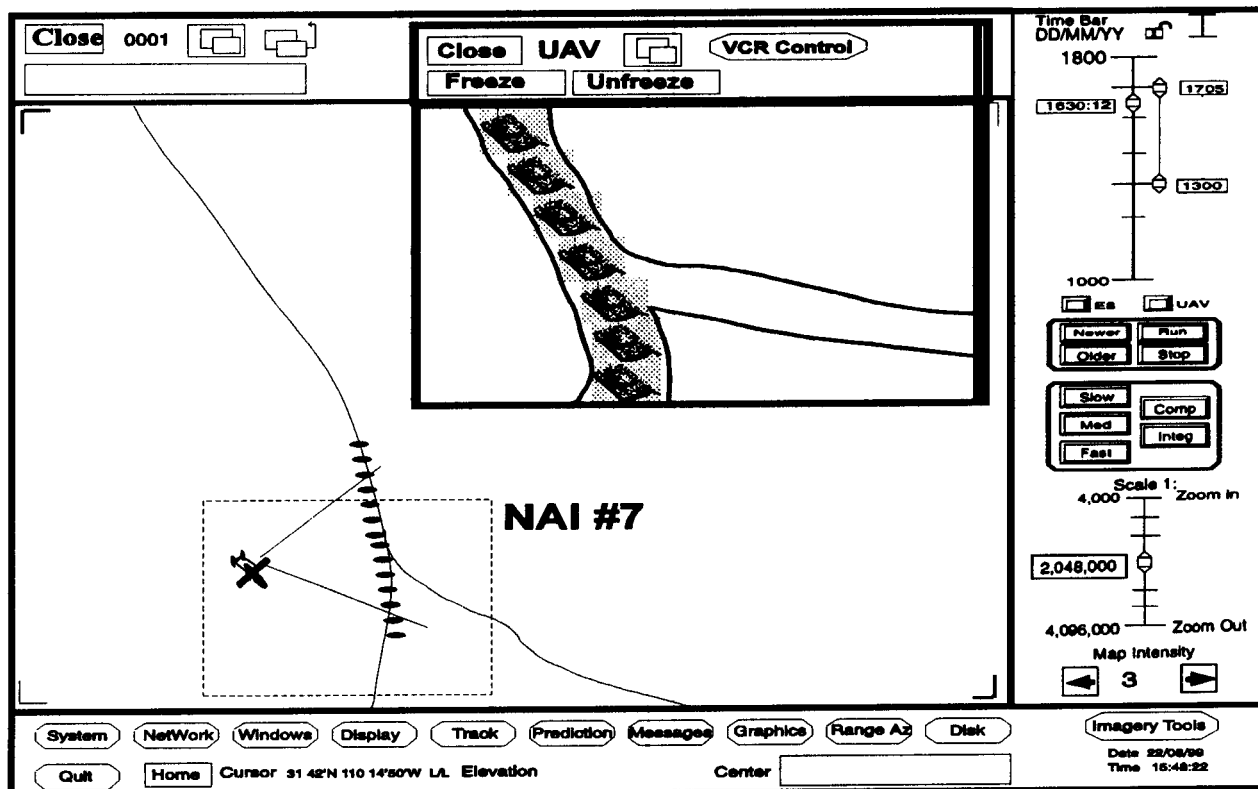 Close 0001
Close UAV VCR Control
Freeze Unfreeze
NAI #7
Time Bar
DD/MM/YY
1800
1705
1630:12
1300
1000
ES UAV
Newer Run
Older Stop
Slow
Comp
Med
Integ
Fast
Scale 1:
4,000 Zoom in
2,048,000
4,096,000 Zoom Out
Map Intensity
3
System NetWork Windows Display Track Prediction Messages Graphics Range Az Disk Imagery Tools
Quit Home Cursor 31 42'N 110 14'50"W L/L Elevation Center
Date 22/08/99
Time 15:48:22